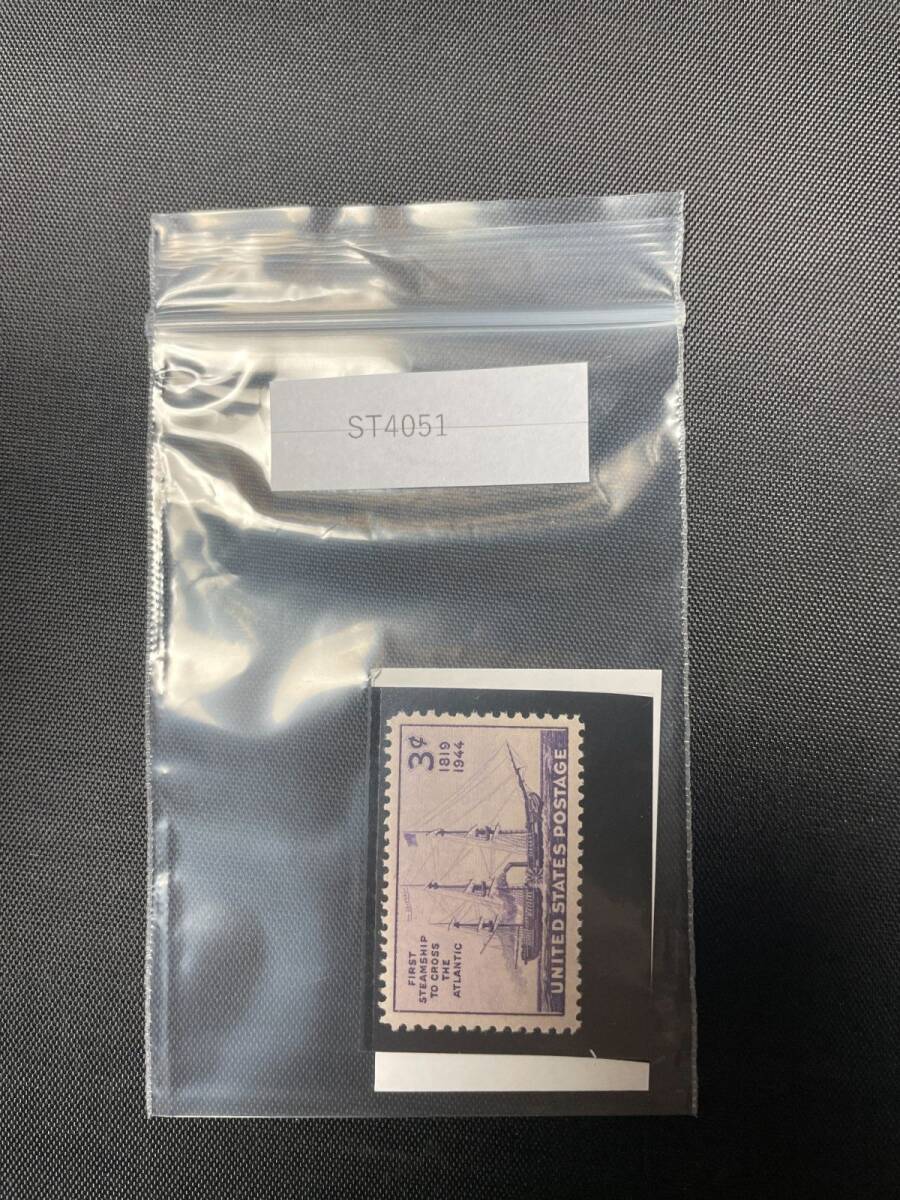 ST4051
3¢
1819
1944
FIRST
STEAMSHIP
TO CROSS
THE
ATLANTIC
UNITED STATES POSTAGE